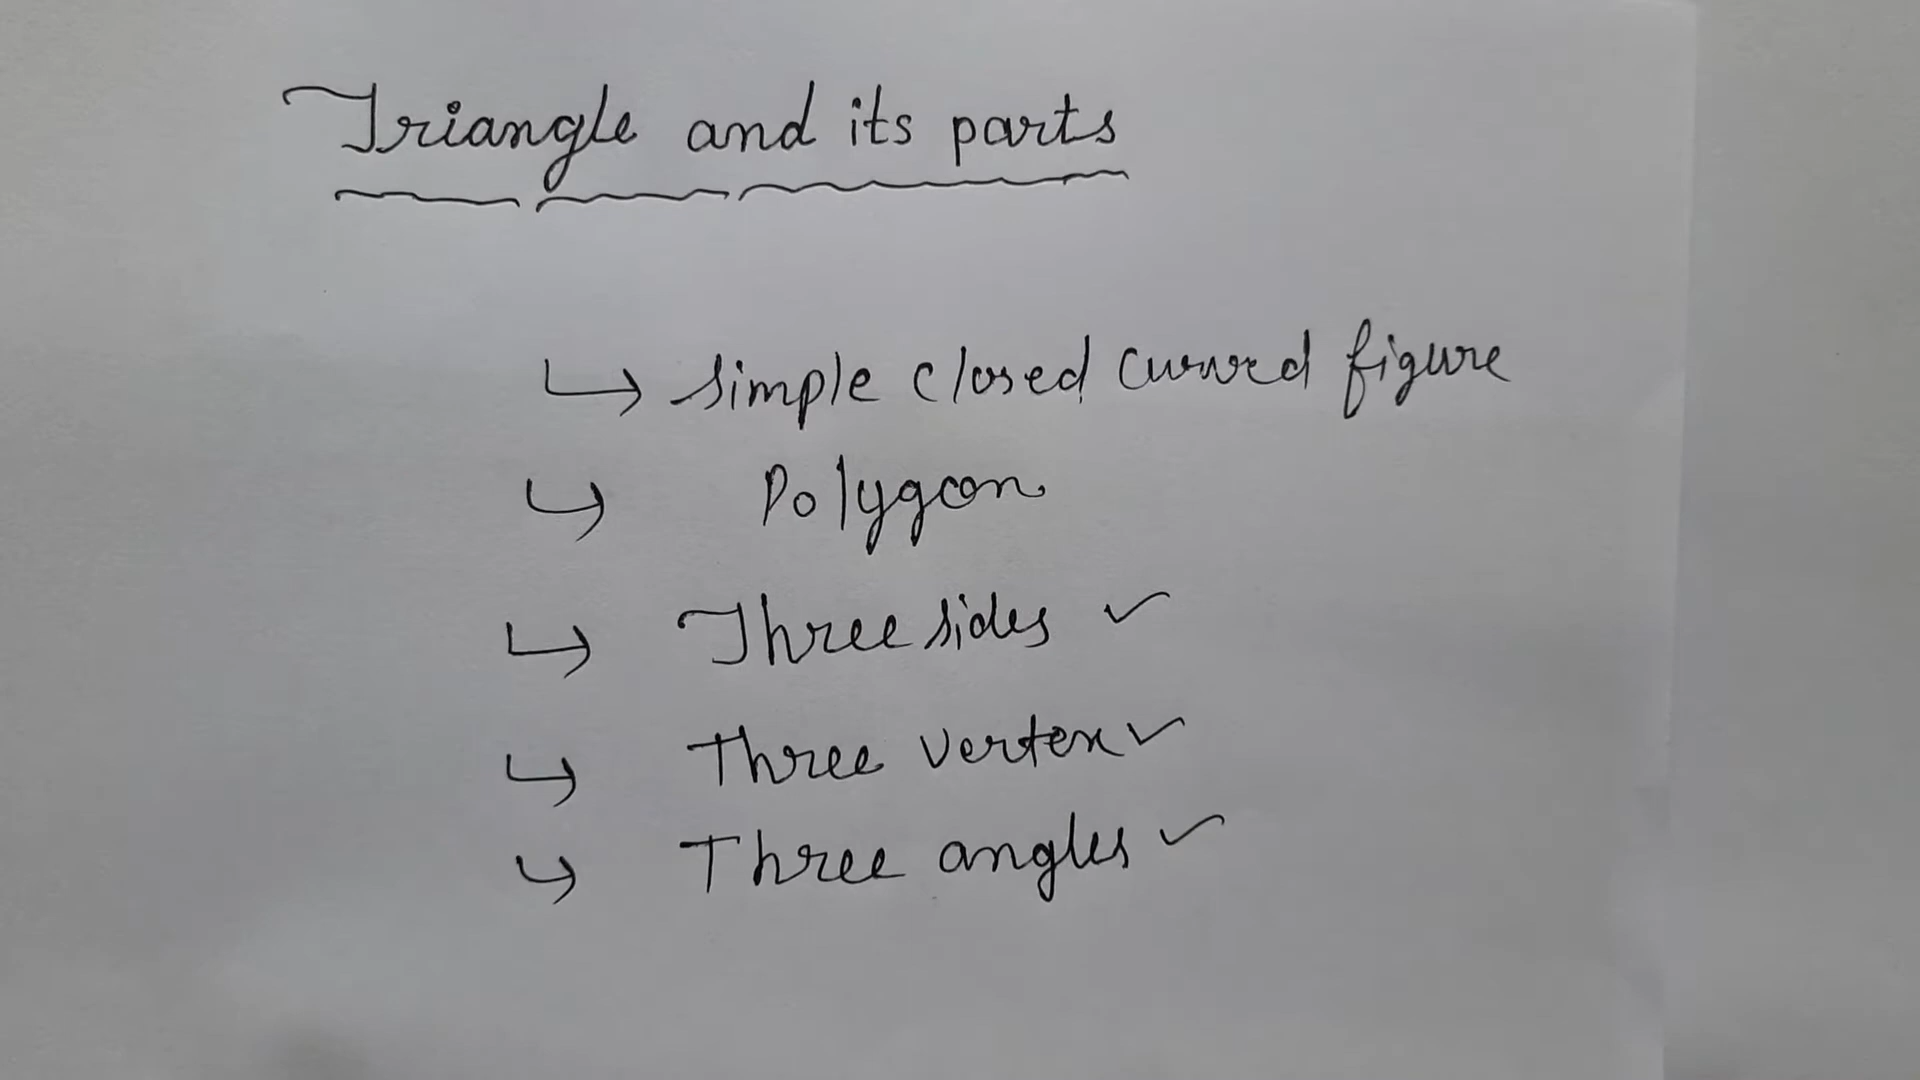 Triangle and its parts
↳ Simple closed curved figure
↳ Polygon
↳ Three sides ✓
↳ Three vertex ✓
↳ Three angles ✓